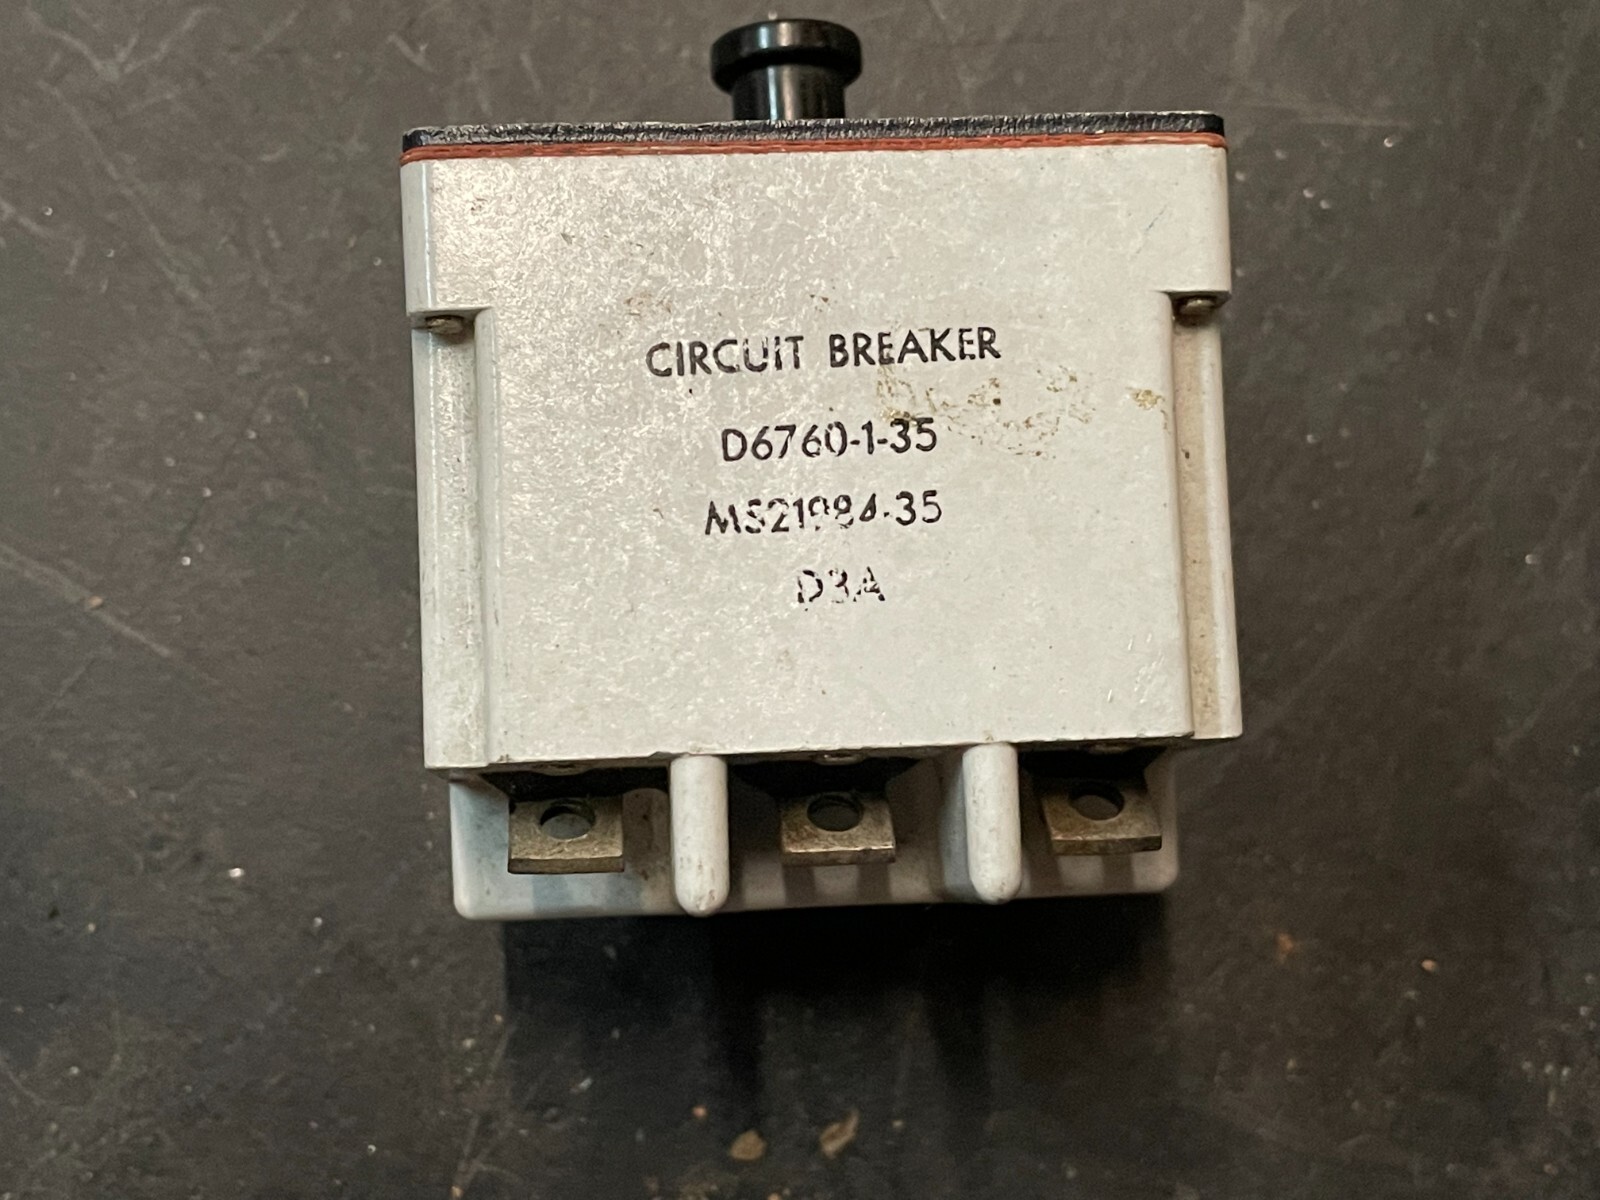 CIRCUIT BREAKER
D6760-1-35
MS21984-35
D3A